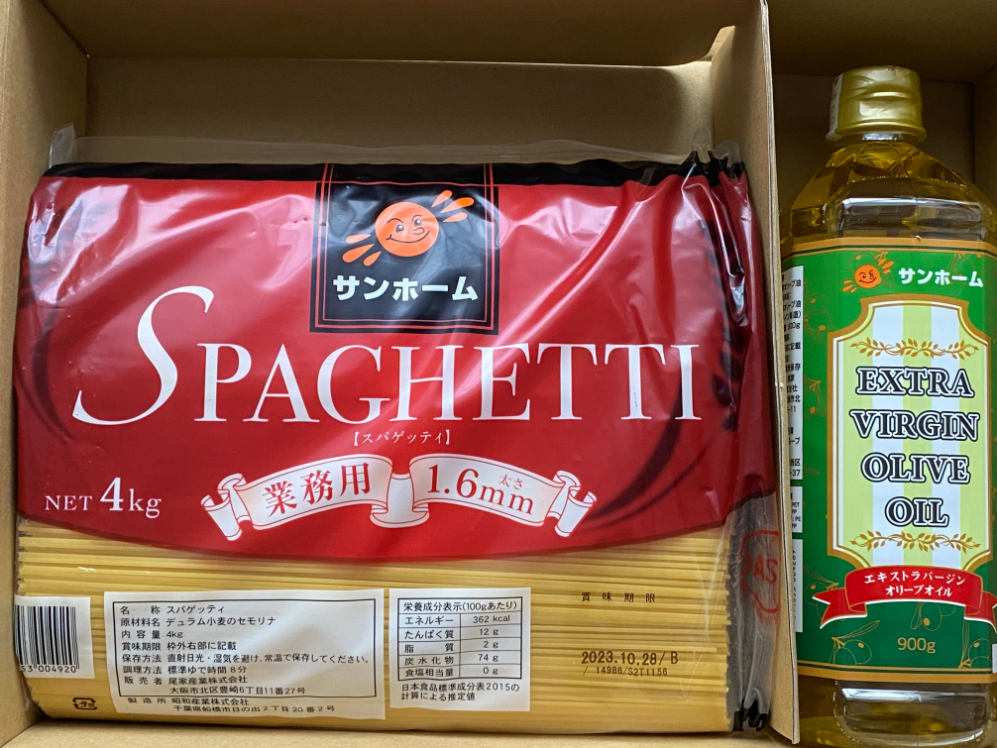 サンホーム
SPAGHETTI
【スパゲッティ】
NET 4kg
業務用
1.6mm
太さ
53 004920
名 称 スパゲッティ
原材料名 デュラム小麦のセモリナ
内 容 量 4kg
賞味期限 枠外右部に記載
保存方法 直射日光・湿気を避け、常温で保存してください。
調理方法 標準ゆで時間 8分
販 売 者 尾家産業株式会社
大阪市北区豊崎6丁目11番27号
製 造 所 昭和産業株式会社
千葉県船橋市日の出2丁目20番2号
栄養成分表示(100gあたり)
エネルギー 362 kcal
たんぱく質 12 g
脂 質 2 g
炭水化物 74 g
食塩相当量 0 g
日本食品標準成分表2015の
計算による推定値
賞味期限
2023.10.28/B
/ 14986/S2T1156
サンホーム
EXTRA
VIRGIN
OLIVE
OIL
エキストラバージン
オリーブオイル
900g